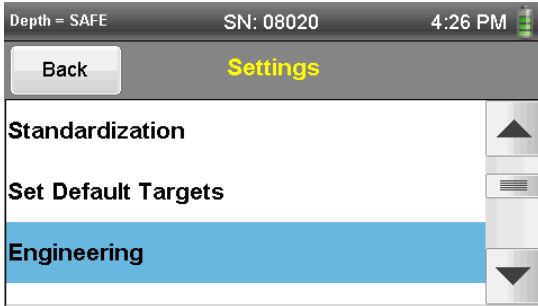 Depth = SAFE SN: 08020 4:26 PM
Back Settings
Standardization
Set Default Targets
Engineering